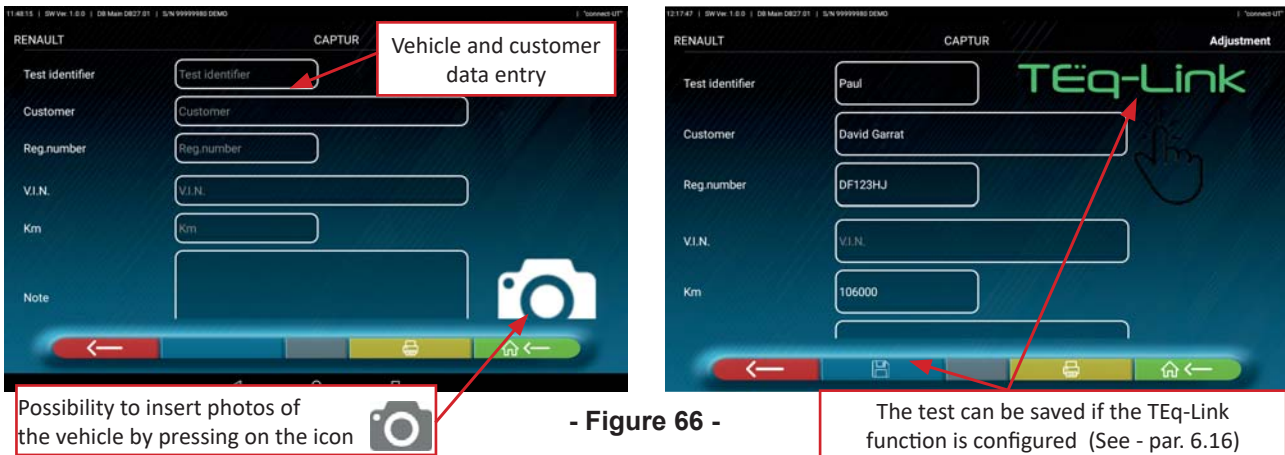 11:48:15 | SW Ver. 1.0.0 | DB Main DB27.01 | S/N 99999980 DEMO | "connect-UT"
RENAULT CAPTUR
Vehicle and customer
data entry
Test identifier Test identifier
Customer Customer
Reg.number Reg.number
V.I.N. V.I.N.
Km Km
Note
Possibility to insert photos of
the vehicle by pressing on the icon
12:17:47 | SW Ver. 1.0.0 | DB Main DB27.01 | S/N 99999980 DEMO | "connect-UT"
RENAULT CAPTUR Adjustment
TEq-Link
Test identifier Paul
Customer David Garrat
Reg.number DF123HJ
V.I.N. V.I.N.
Km 106000
The test can be saved if the TEq-Link
function is configured (See - par. 6.16)
- Figure 66 -